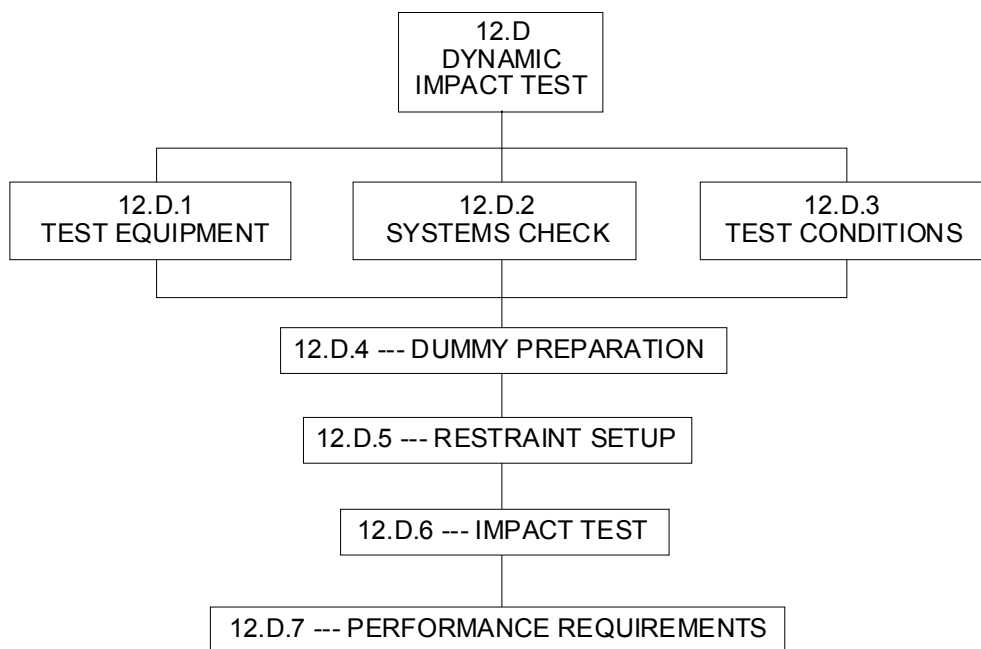 12.D
DYNAMIC
IMPACT TEST
12.D.1
TEST EQUIPMENT
12.D.2
SYSTEMS CHECK
12.D.3
TEST CONDITIONS
12.D.4 --- DUMMY PREPARATION
12.D.5 --- RESTRAINT SETUP
12.D.6 --- IMPACT TEST
12.D.7 --- PERFORMANCE REQUIREMENTS